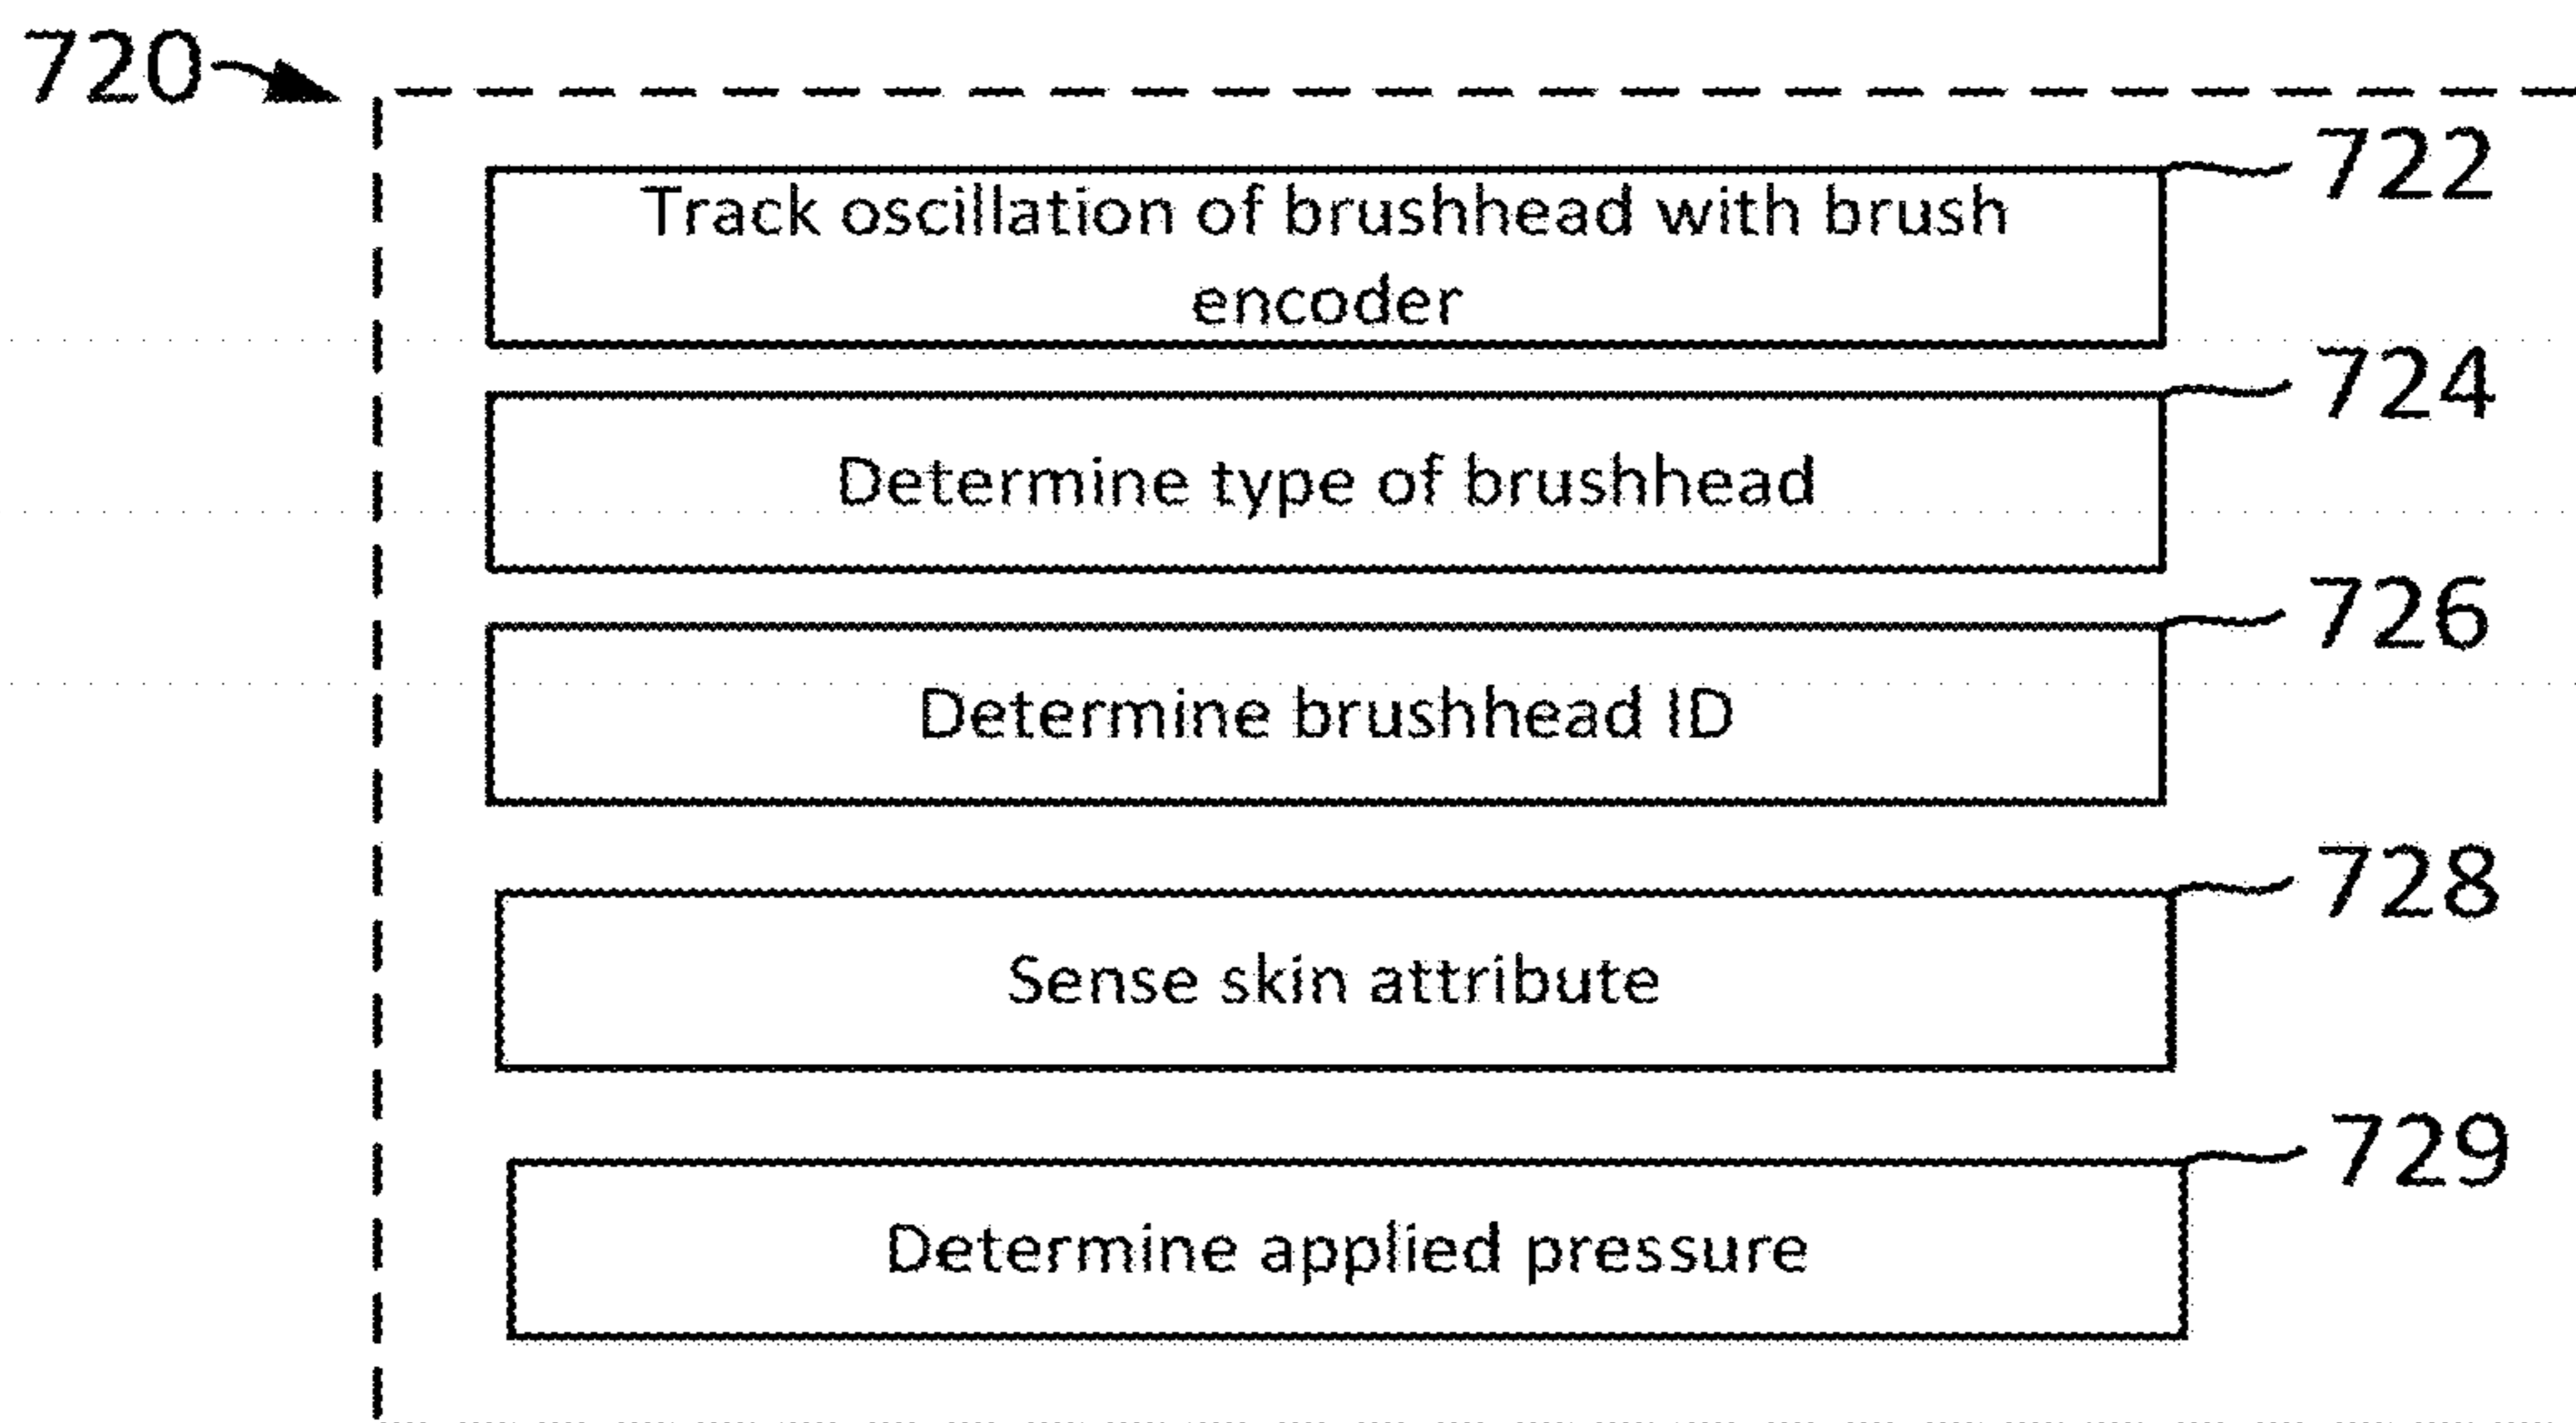 720
722
Track oscillation of brushhead with brush
encoder
724
Determine type of brushhead
726
Determine brushhead ID
728
Sense skin attribute
729
Determine applied pressure